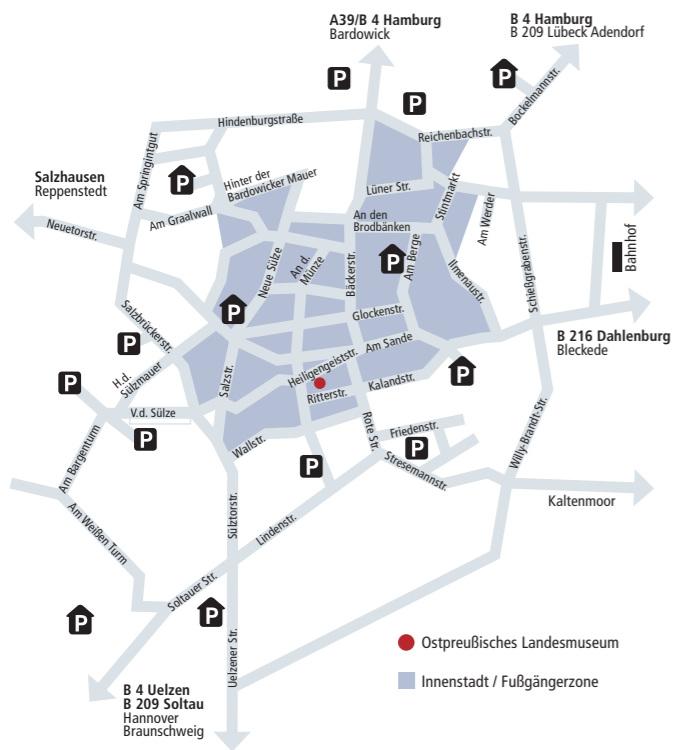 A39/B 4 Hamburg
Bardowick
B 4 Hamburg
B 209 Lübeck Adendorf
P
P
P
Bockelmannstr.
Hindenburgstraße
Reichenbachstr.
Am Springintgut
Salzhausen
Reppenstedt
P
Hinter der
Bardowicker Mauer
Lüner Str.
Stintmarkt
Am Werder
Neuetorstr.
Am Graalwall
An den
Brodbänken
Neue Sülze
An d.
Münze
Bäckerstr.
P
Am Berge
Ilmenaustr.
Schießgrabenstr.
Bahnhof
P
Salzbrückerstr.
Glockenstr.
P
Am Sande
B 216 Dahlenburg
Bleckede
H.d.
Sülzmauer
Salzstr.
Heiligengeiststr.
P
P
Kalandstr.
Ritterstr.
V.d. Sülze
P
Wallstr.
Rote Str.
Friedenstr.
P
Stresemannstr.
Willy-Brandt-Str.
Am Bargenturm
P
Kaltenmoor
Am Weißen Turm
Sülztorstr.
Lindenstr.
Soltauer Str.
P
P
Uelzener Str.
Ostpreußisches Landesmuseum
Innenstadt / Fußgängerzone
B 4 Uelzen
B 209 Soltau
Hannover
Braunschweig